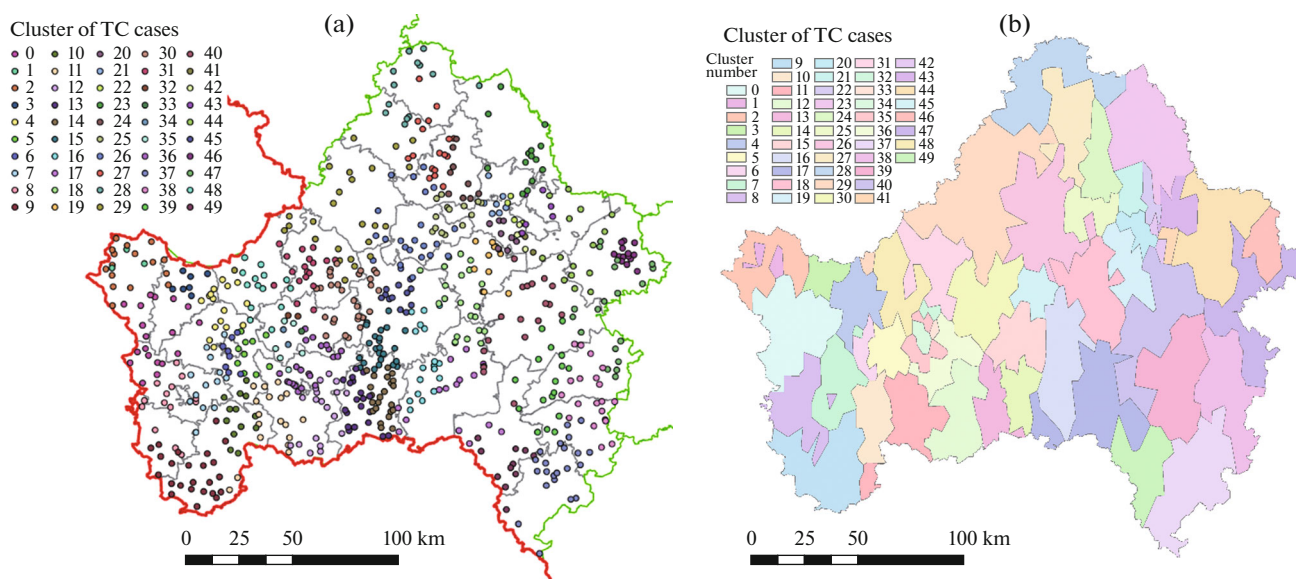 (a)
Cluster of TC cases
0 10 20 30 40
1 11 21 31 41
2 12 22 32 42
3 13 23 33 43
4 14 24 34 44
5 15 25 35 45
6 16 26 36 46
7 17 27 37 47
8 18 28 38 48
9 19 29 39 49
0 25 50 100 km
(b)
Cluster of TC cases
Cluster number
9 20 31 42
10 21 32 43
0 11 22 33 44
1 12 23 34 45
2 13 24 35 46
3 14 25 36 47
4 15 26 37 48
5 16 27 38 49
6 17 28 39
7 18 29 40
8 19 30 41
0 25 50 100 km